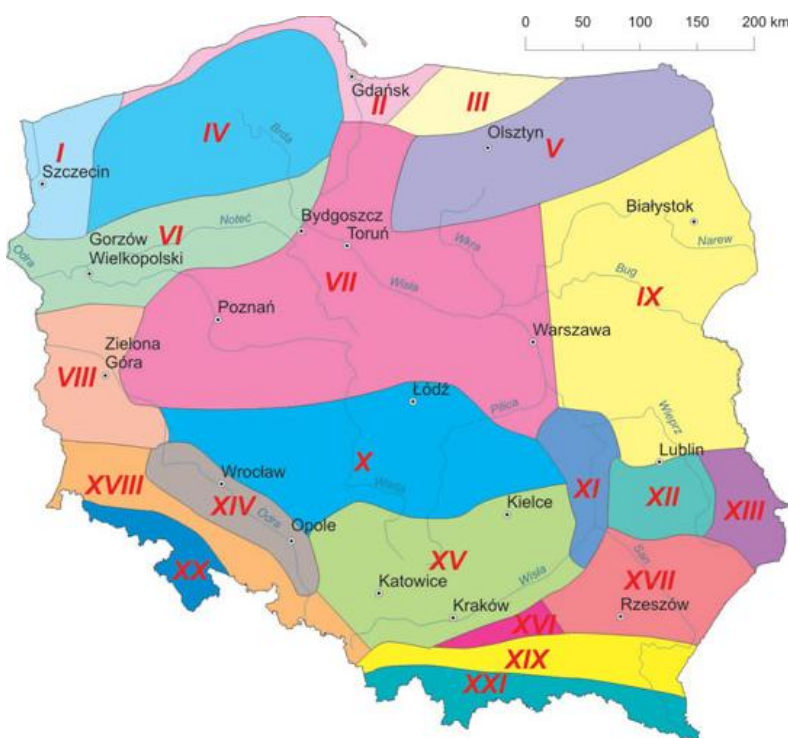 0 50 100 150 200 km
Gdańsk
II
III
I
IV
Brda
Olsztyn
V
Szczecin
Białystok
VI
Noteć
Bydgoszcz
Toruń
Wkra
Narew
Odra
Gorzów
Wielkopolski
VII
Wisła
Bug
IX
Poznań
Warszawa
Zielona
Góra
VIII
Łódź
Pilica
Wieprz
X
Lublin
XVIII
Wrocław
Warta
XI
XII
XIV
Odra
Kielce
XIII
Opole
XV
San
XX
Katowice
Wisła
XVII
Kraków
XVI
Rzeszów
XIX
XXI